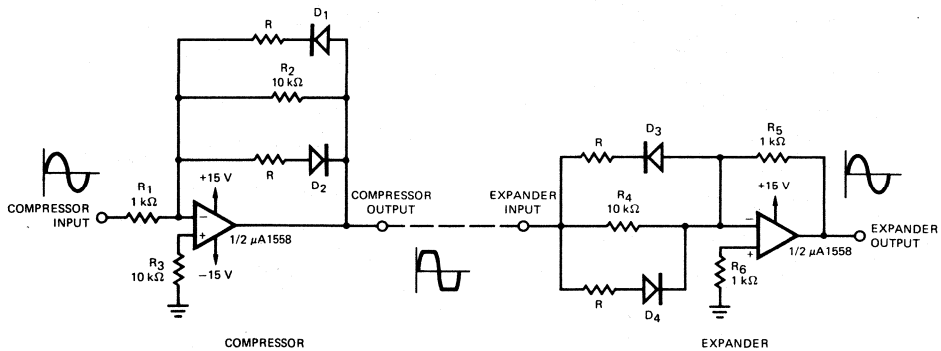 D1
R
R2
10 kΩ
R
D2
+15 V
R1
1 kΩ
COMPRESSOR
INPUT
−
+
1/2 μA1558
−15 V
R3
10 kΩ
COMPRESSOR
OUTPUT
COMPRESSOR
EXPANDER
INPUT
D3
R
R4
10 kΩ
R
D4
R5
1 kΩ
+15 V
−
+
1/2 μA1558
R6
1 kΩ
EXPANDER
OUTPUT
EXPANDER